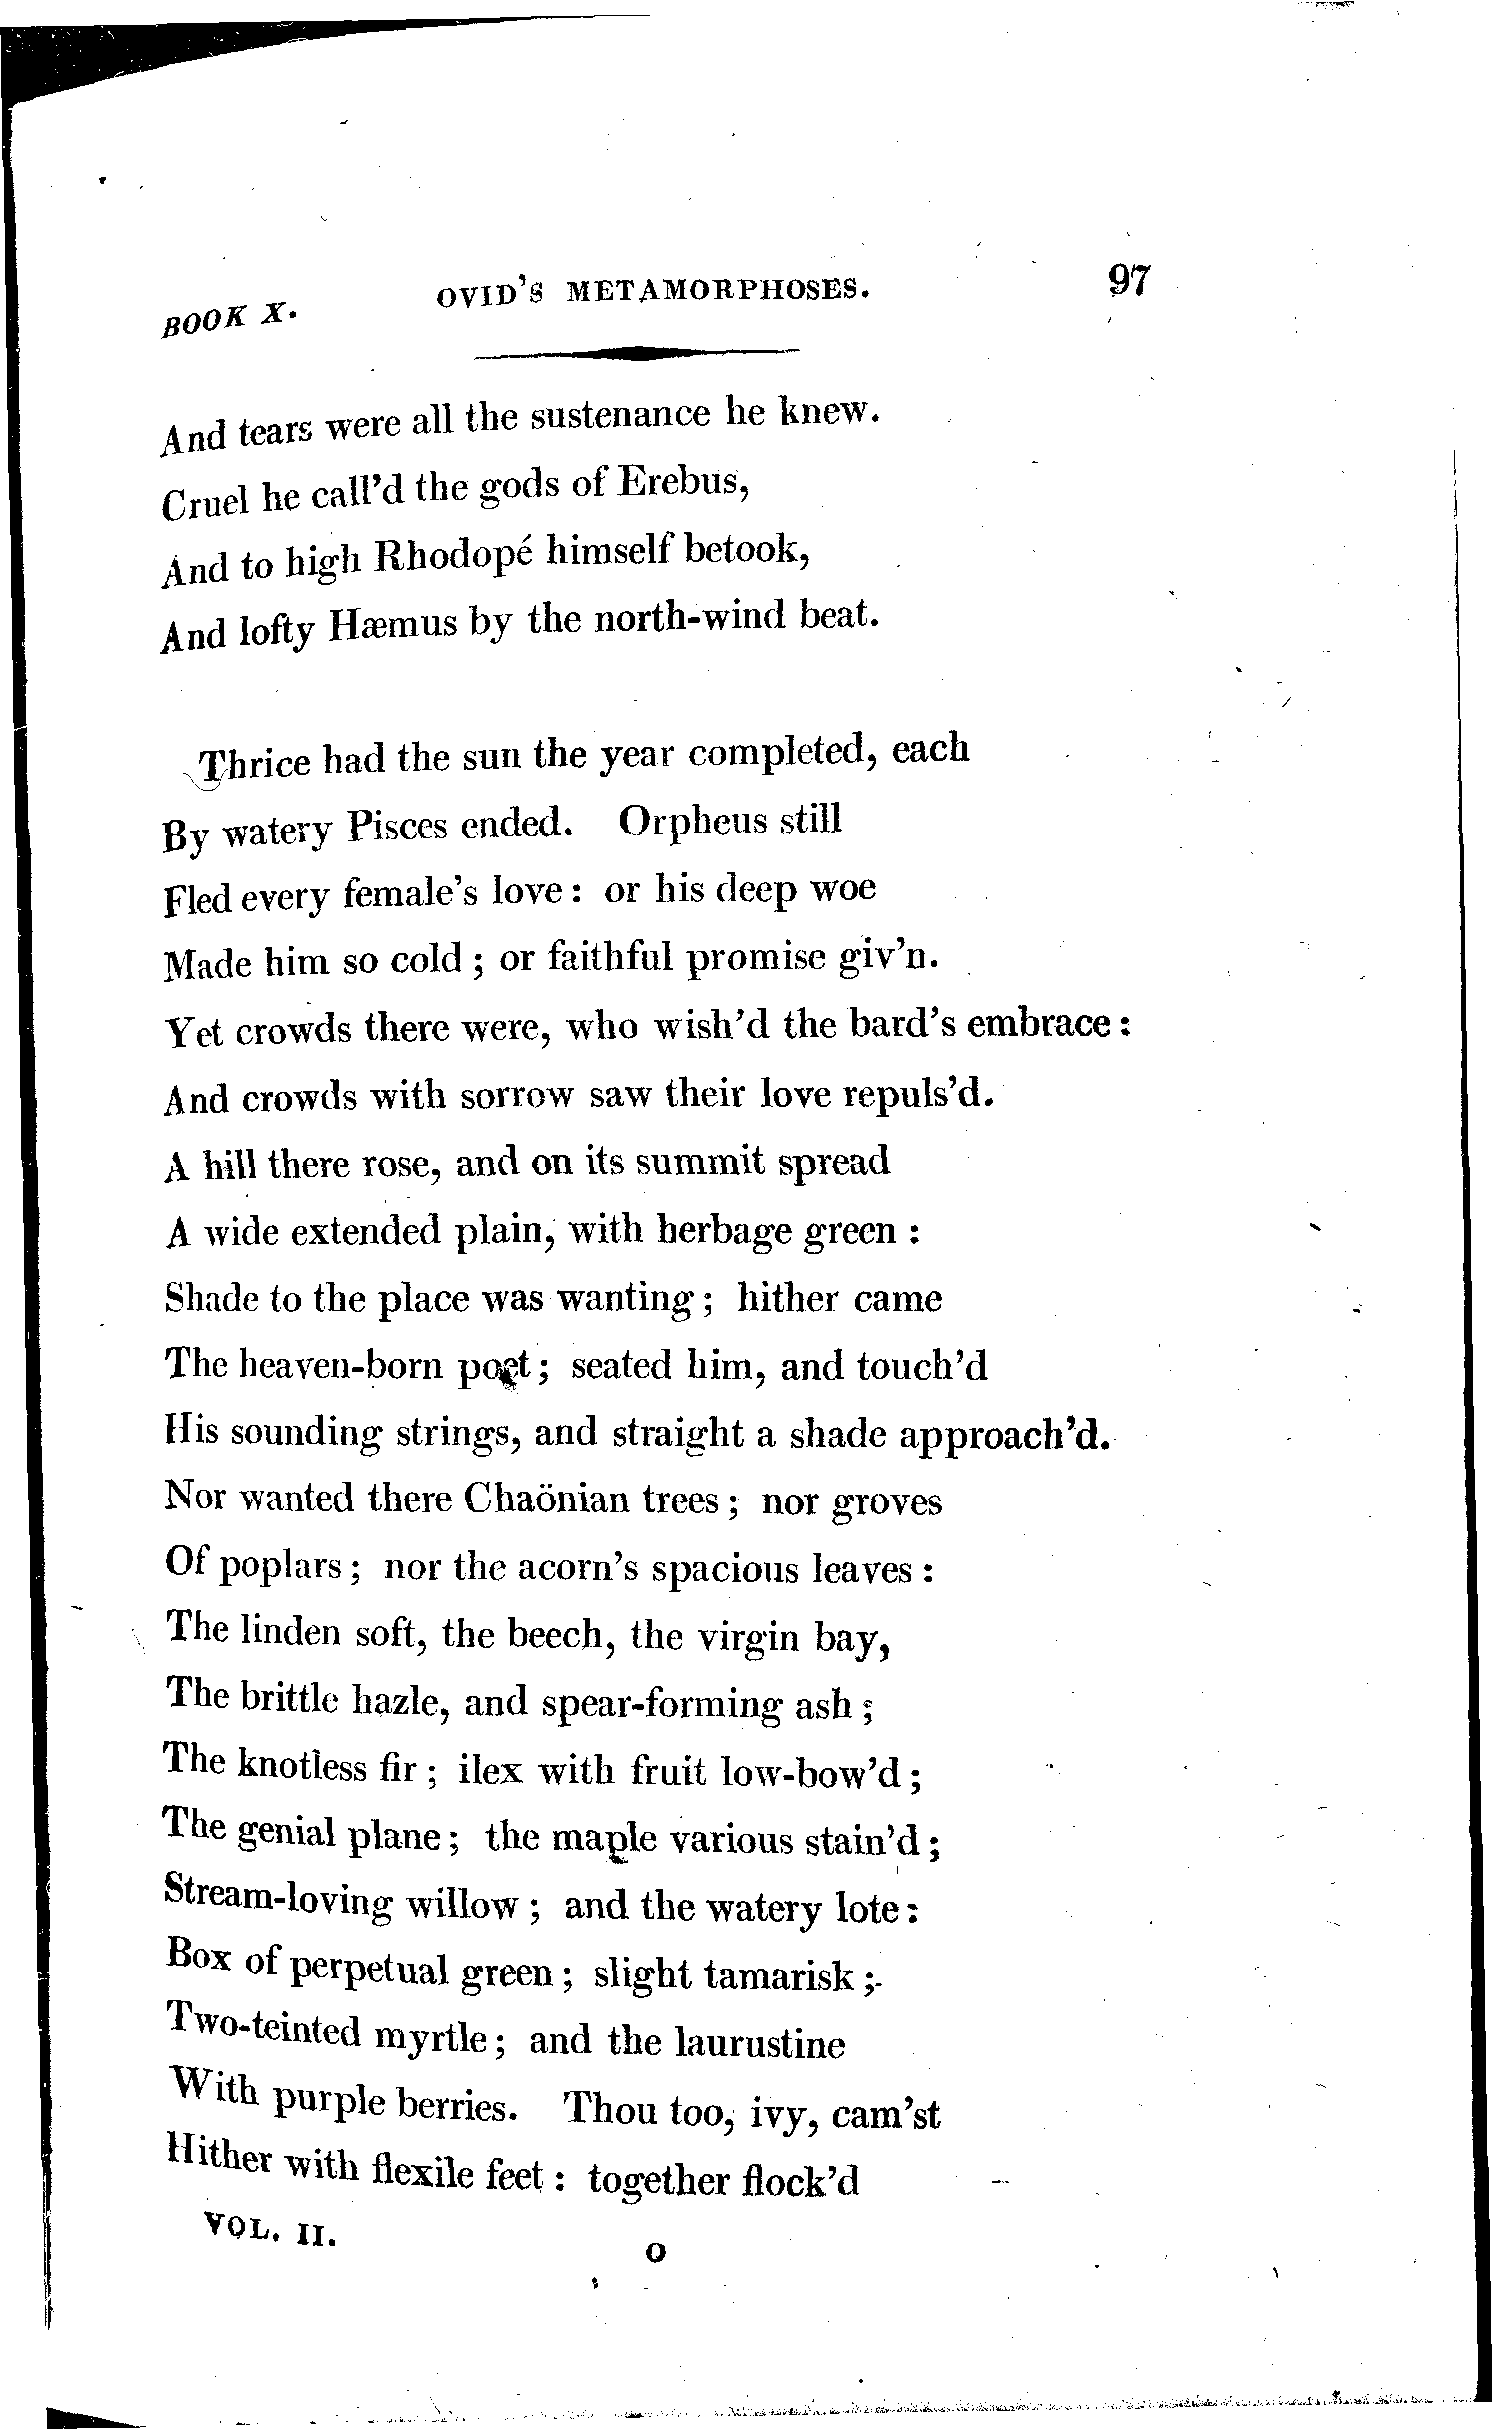 BOOK X. OVID'S METAMORPHOSES. 97
And tears were all the sustenance he knew.
Cruel he call'd the gods of Erebus,
And to high Rhodopé himself betook,
And lofty Hæmus by the north-wind beat.
Thrice had the sun the year completed, each
By watery Pisces ended. Orpheus still
Fled every female's love: or his deep woe
Made him so cold; or faithful promise giv'n.
Yet crowds there were, who wish'd the bard's embrace:
And crowds with sorrow saw their love repuls'd.
A hill there rose, and on its summit spread
A wide extended plain, with herbage green:
Shade to the place was wanting; hither came
The heaven-born poet; seated him, and touch'd
His sounding strings, and straight a shade approach'd.
Nor wanted there Chaönian trees; nor groves
Of poplars; nor the acorn's spacious leaves:
The linden soft, the beech, the virgin bay,
The brittle hazle, and spear-forming ash;
The knotless fir; ilex with fruit low-bow'd;
The genial plane; the maple various stain'd;
Stream-loving willow; and the watery lote:
Box of perpetual green; slight tamarisk;
Two-teinted myrtle; and the laurustine
With purple berries. Thou too, ivy, cam'st
Hither with flexile feet: together flock'd
VOL. II. O